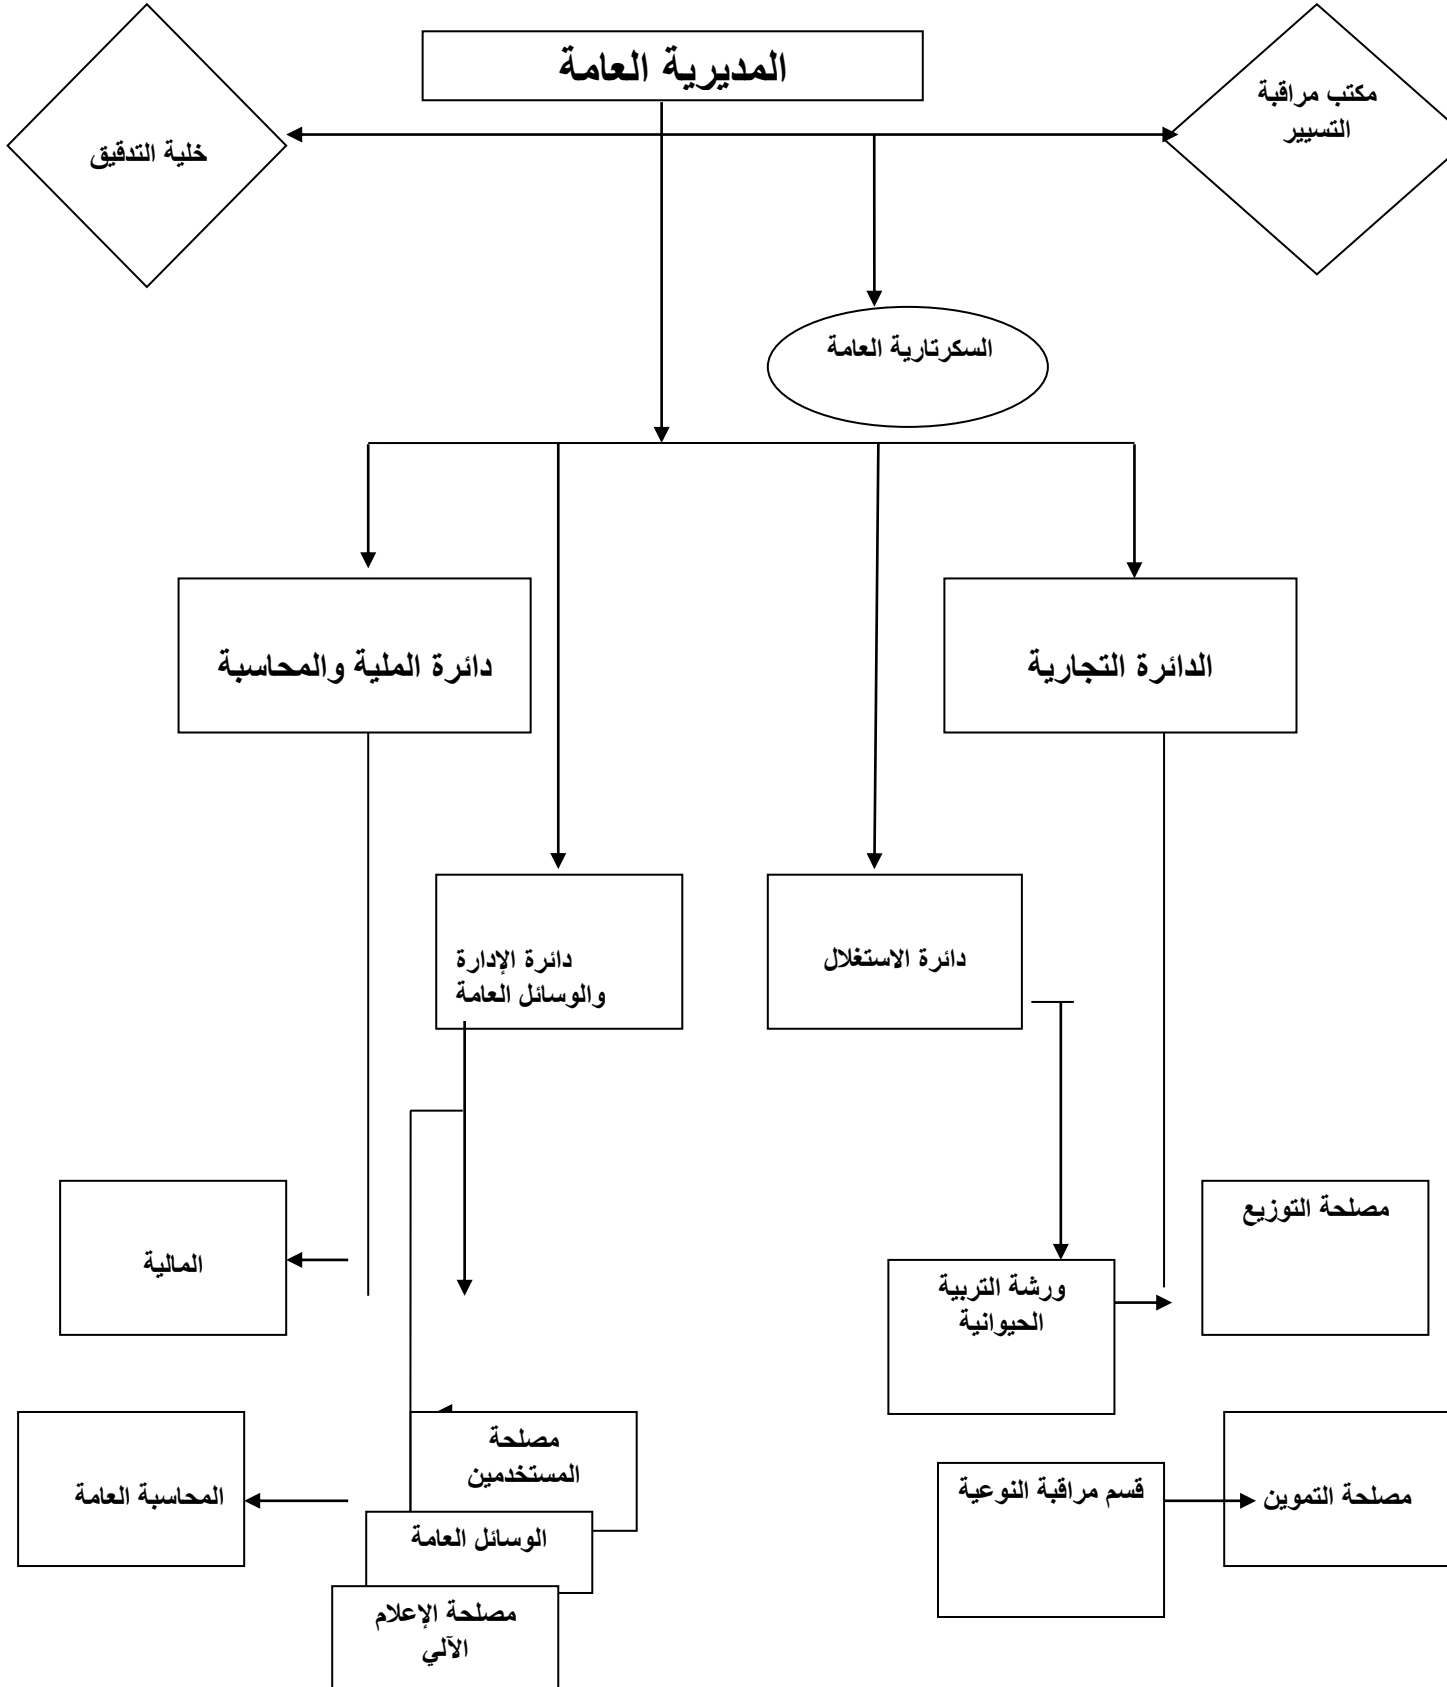 المديرية العامة
مكتب مراقبة
التسيير
خلية التدقيق
السكرتارية العامة
الدائرة التجارية
دائرة الملية والمحاسبة
دائرة الاستغلال
دائرة الإدارة
والوسائل العامة
مصلحة التوزيع
ورشة التربية
الحيوانية
المالية
مصلحة التموين
قسم مراقبة النوعية
مصلحة
المستخدمين
المحاسبة العامة
الوسائل العامة
مصلحة الإعلام
الآلي